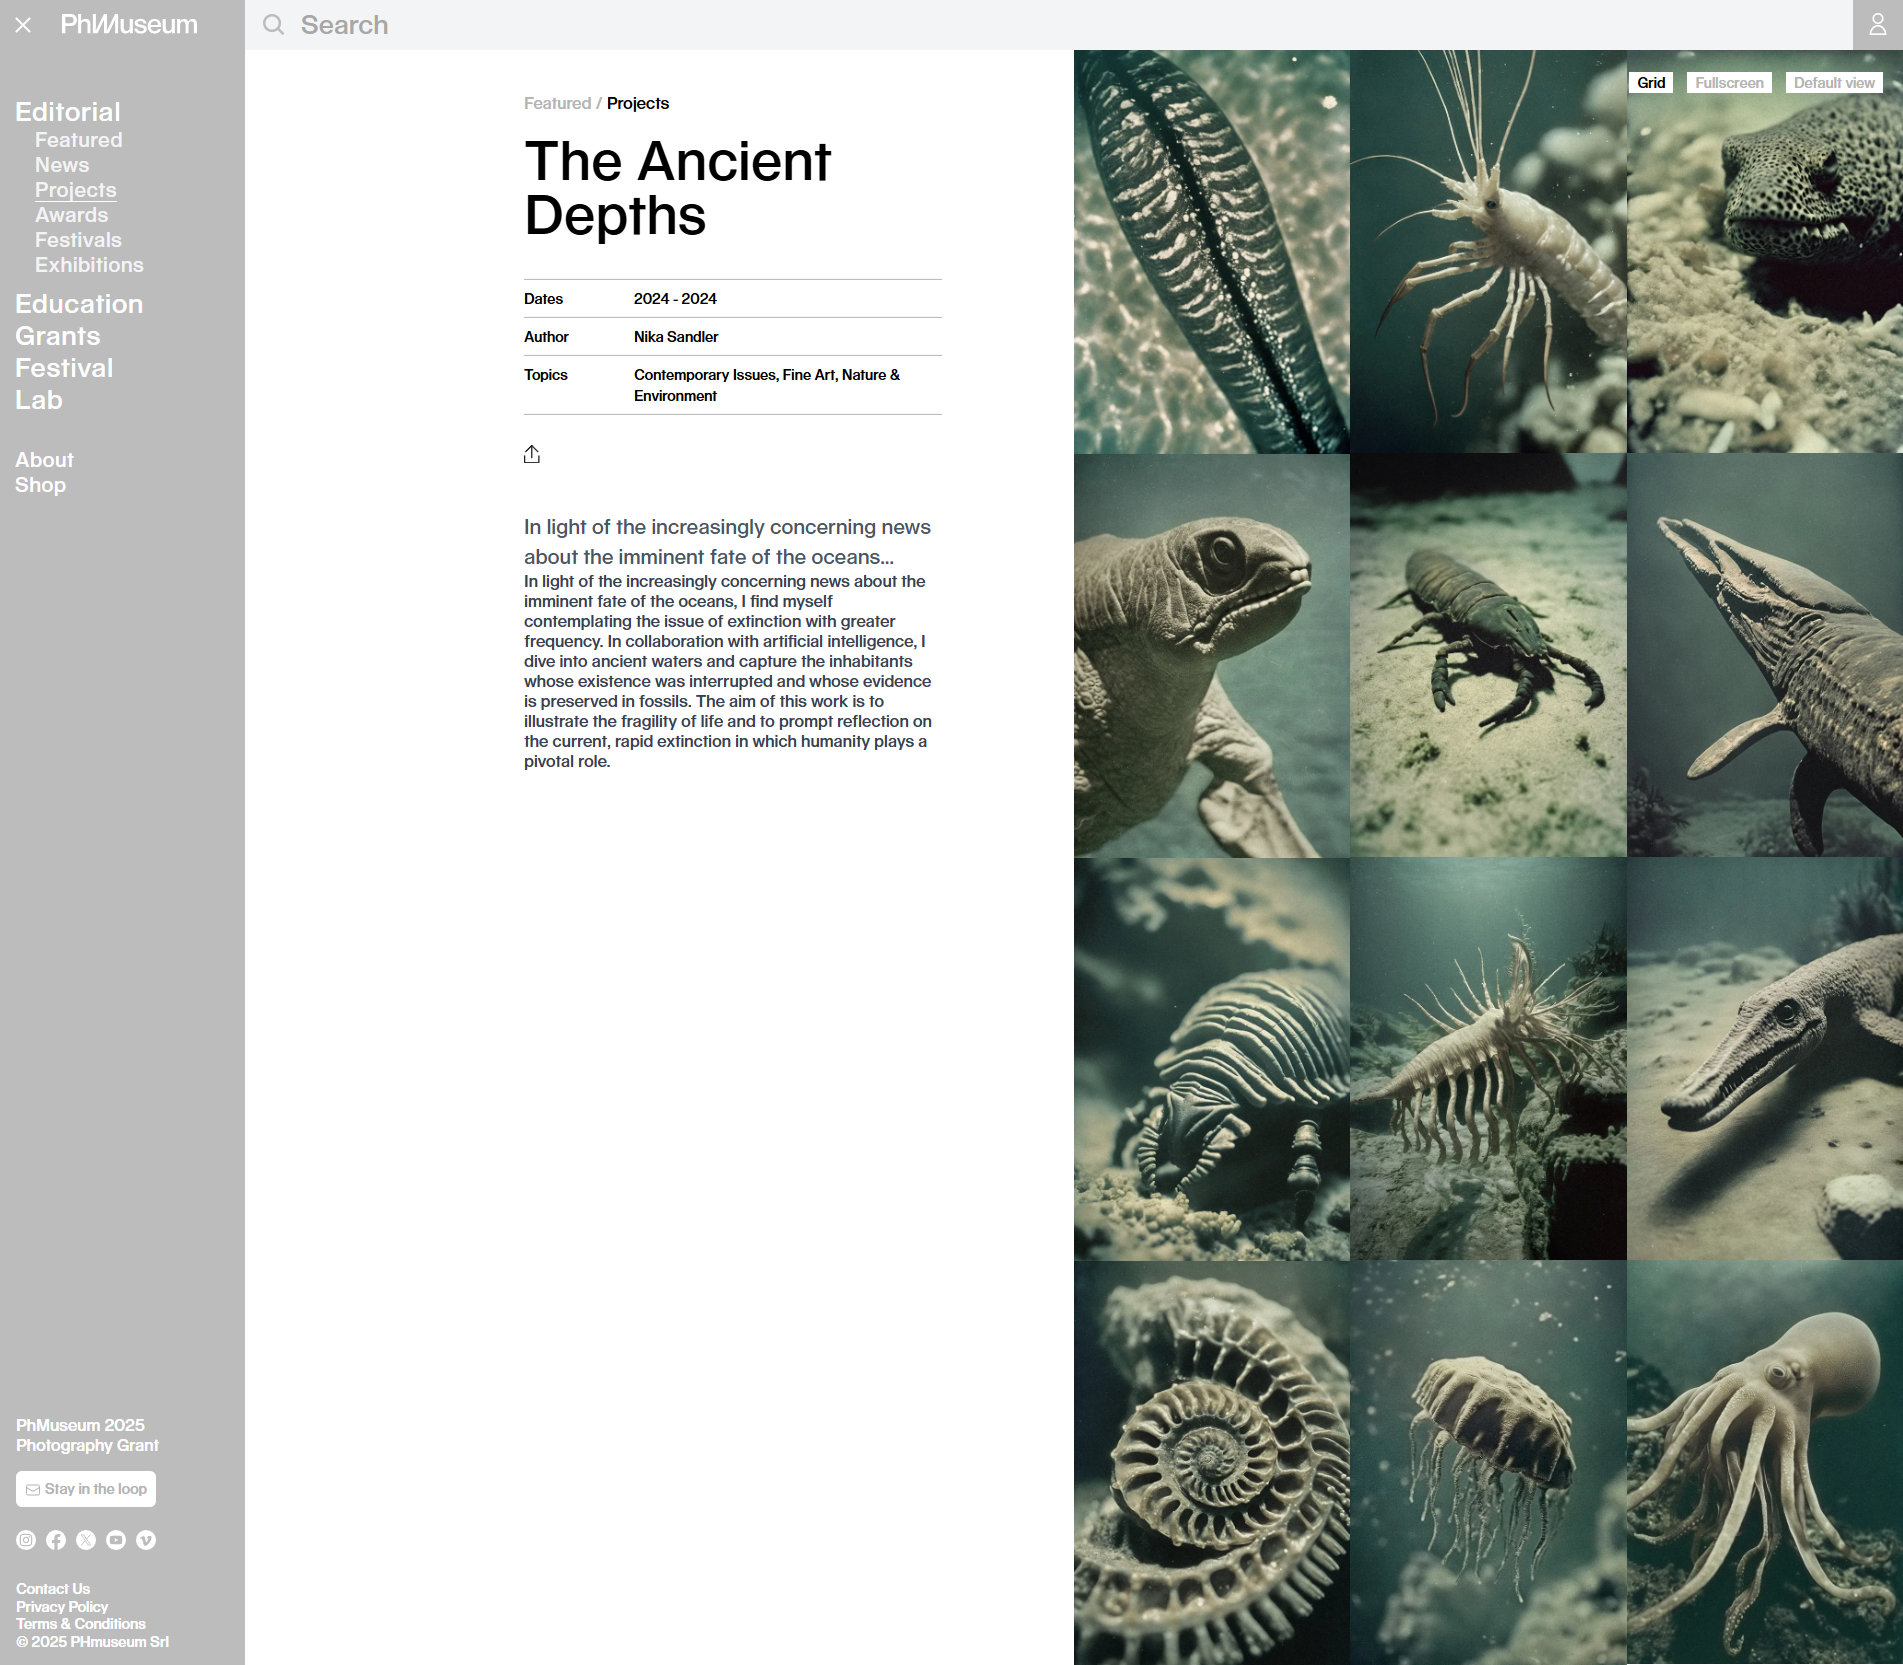 PhMuseum
Search
Editorial
Featured
News
Projects
Awards
Festivals
Exhibitions
Education
Grants
Festival
Lab
About
Shop
PhMuseum 2025
Photography Grant
Stay in the loop
Contact Us
Privacy Policy
Terms & Conditions
© 2025 PHmuseum Srl
Featured / Projects
The Ancient
Depths
Dates 2024 - 2024
Author Nika Sandler
Topics Contemporary Issues, Fine Art, Nature &
Environment
In light of the increasingly concerning news
about the imminent fate of the oceans...
In light of the increasingly concerning news about the
imminent fate of the oceans, I find myself
contemplating the issue of extinction with greater
frequency. In collaboration with artificial intelligence, I
dive into ancient waters and capture the inhabitants
whose existence was interrupted and whose evidence
is preserved in fossils. The aim of this work is to
illustrate the fragility of life and to prompt reflection on
the current, rapid extinction in which humanity plays a
pivotal role.
Grid Fullscreen Default view